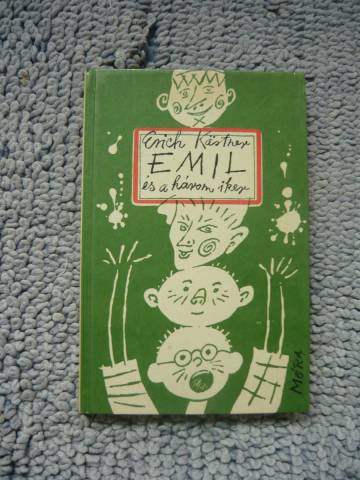 Erich Kästner
EMIL
és a három iker
MÓRA